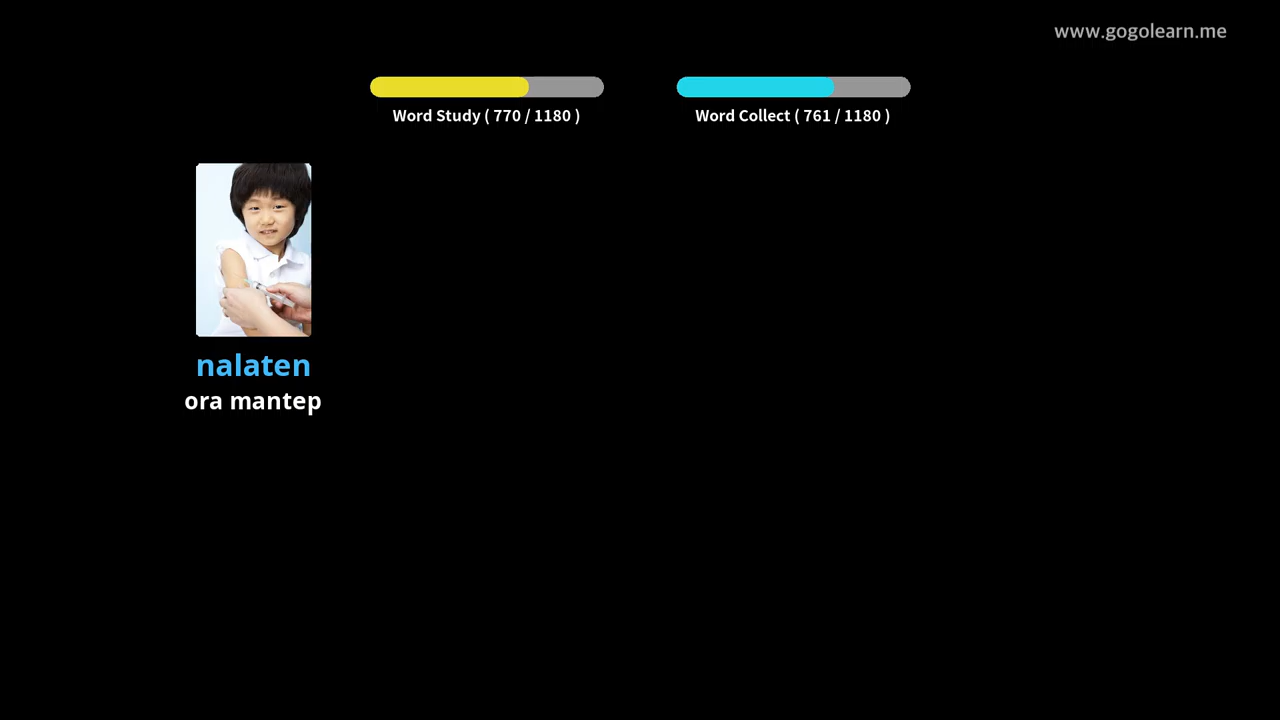 www.gogolearn.me
Word Study ( 770 / 1180 )
Word Collect ( 761 / 1180 )
nalaten
ora mantep